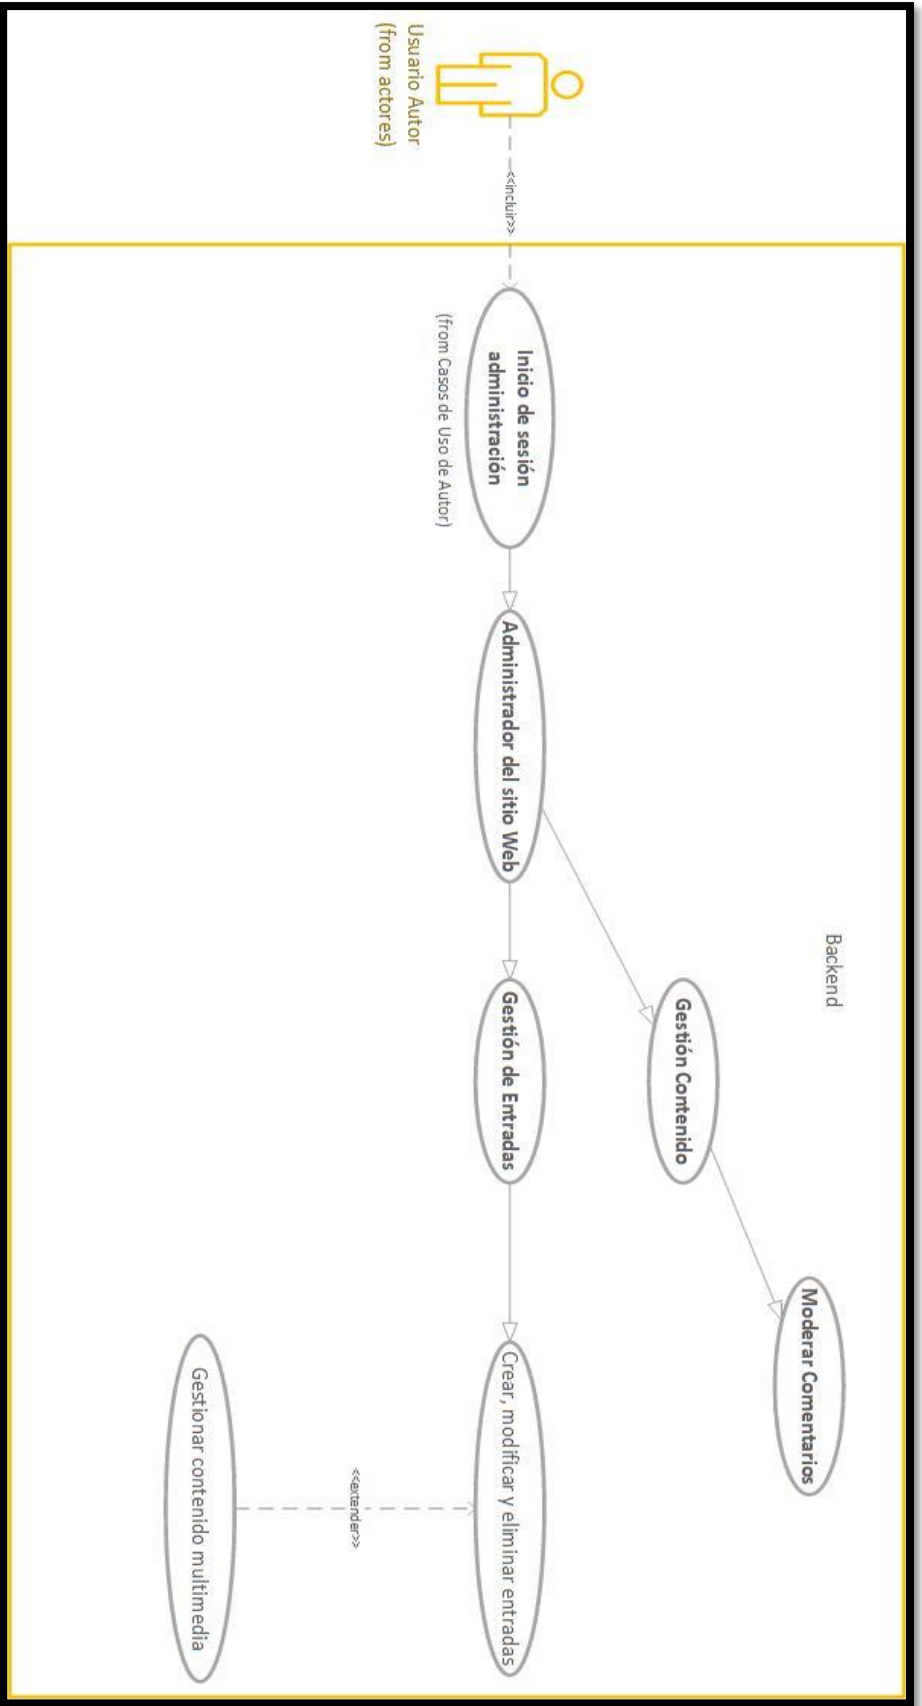 Backend
Usuario Autor
(from actores)
<<incluir>>
Inicio de sesión
administración
(from Casos de Uso de Autor)
Administrador del sitio Web
Gestión Contenido
Moderar Comentarios
Gestión de Entradas
Crear, modificar y eliminar entradas
<<extender>>
Gestionar contenido multimedia